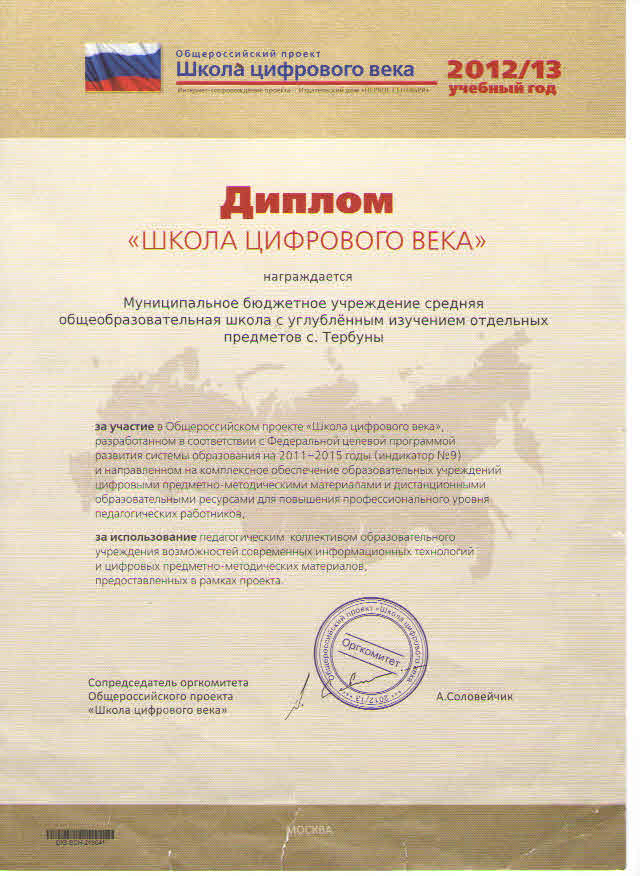 Общероссийский проект
Школа цифрового века
Интернет-сопровождение проекта – Издательский дом «ПЕРВОЕ СЕНТЯБРЯ»
2012/13
учебный год
Диплом
«ШКОЛА ЦИФРОВОГО ВЕКА»
награждается
Муниципальное бюджетное учреждение средняя
общеобразовательная школа с углублённым изучением отдельных
предметов с. Тербуны
за участие в Общероссийском проекте «Школа цифрового века»,
разработанном в соответствии с Федеральной целевой программой
развития системы образования на 2011–2015 годы (индикатор №9)
и направленном на комплексное обеспечение образовательных учреждений
цифровыми предметно-методическими материалами и дистанционными
образовательными ресурсами для повышения профессионального уровня
педагогических работников,
за использование педагогическим коллективом образовательного
учреждения возможностей современных информационных технологий
и цифровых предметно-методических материалов,
предоставленных в рамках проекта.
Общероссийский проект «Школа цифрового века»
Оргкомитет
*** 2012/13 ***
Сопредседатель оргкомитета
Общероссийского проекта
«Школа цифрового века»
А.Соловейчик
МОСКВА